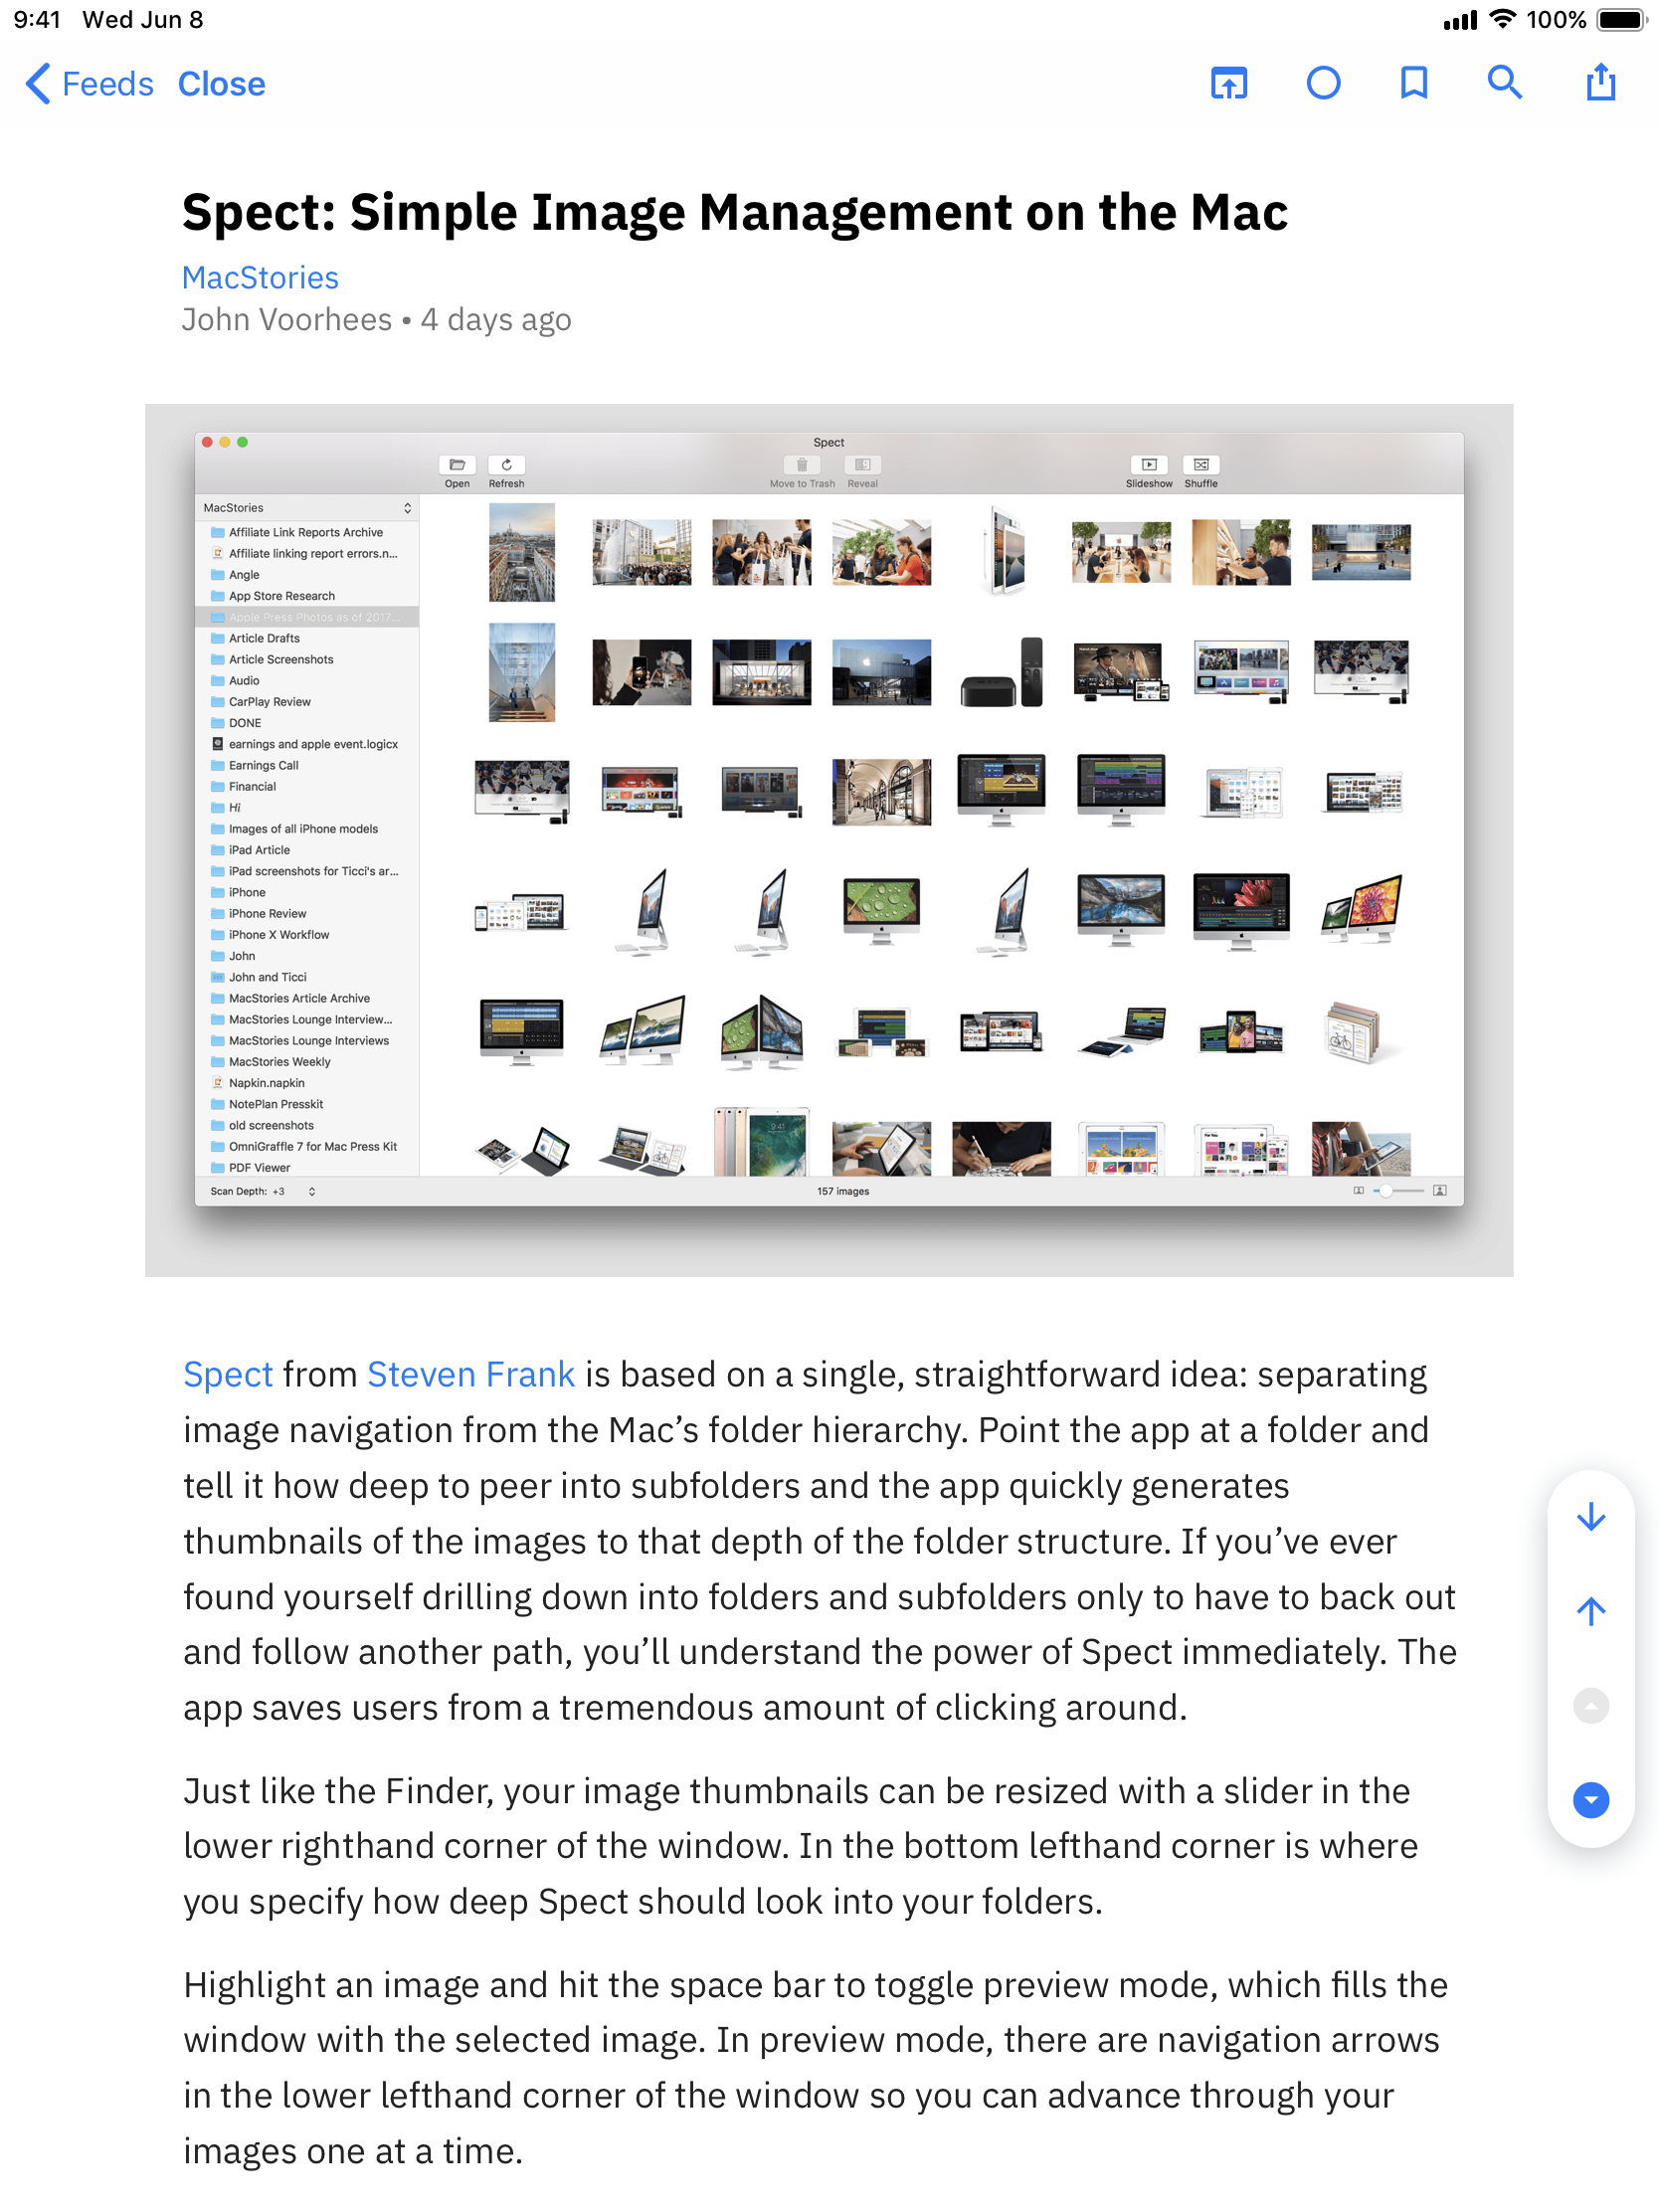 9:41 Wed Jun 8 100%
Feeds Close
Spect: Simple Image Management on the Mac
MacStories
John Voorhees • 4 days ago
Spect
Open Refresh Move to Trash Reveal Slideshow Shuffle
MacStories
Affiliate Link Reports Archive
Affiliate linking report errors.n...
Angle
App Store Research
Apple Press Photos as of 2017...
Article Drafts
Article Screenshots
Audio
CarPlay Review
DONE
earnings and apple event.logicx
Earnings Call
Financial
Hi
Images of all iPhone models
iPad Article
iPad screenshots for Ticci's ar...
iPhone
iPhone Review
iPhone X Workflow
John
John and Ticci
MacStories Article Archive
MacStories Lounge Interview...
MacStories Lounge Interviews
MacStories Weekly
Napkin.napkin
NotePlan Presskit
old screenshots
OmniGraffle 7 for Mac Press Kit
PDF Viewer
9:41
For You
Scan Depth: +3 157 images
Spect from Steven Frank is based on a single, straightforward idea: separating
image navigation from the Mac’s folder hierarchy. Point the app at a folder and
tell it how deep to peer into subfolders and the app quickly generates
thumbnails of the images to that depth of the folder structure. If you’ve ever
found yourself drilling down into folders and subfolders only to have to back out
and follow another path, you’ll understand the power of Spect immediately. The
app saves users from a tremendous amount of clicking around.
Just like the Finder, your image thumbnails can be resized with a slider in the
lower righthand corner of the window. In the bottom lefthand corner is where
you specify how deep Spect should look into your folders.
Highlight an image and hit the space bar to toggle preview mode, which fills the
window with the selected image. In preview mode, there are navigation arrows
in the lower lefthand corner of the window so you can advance through your
images one at a time.